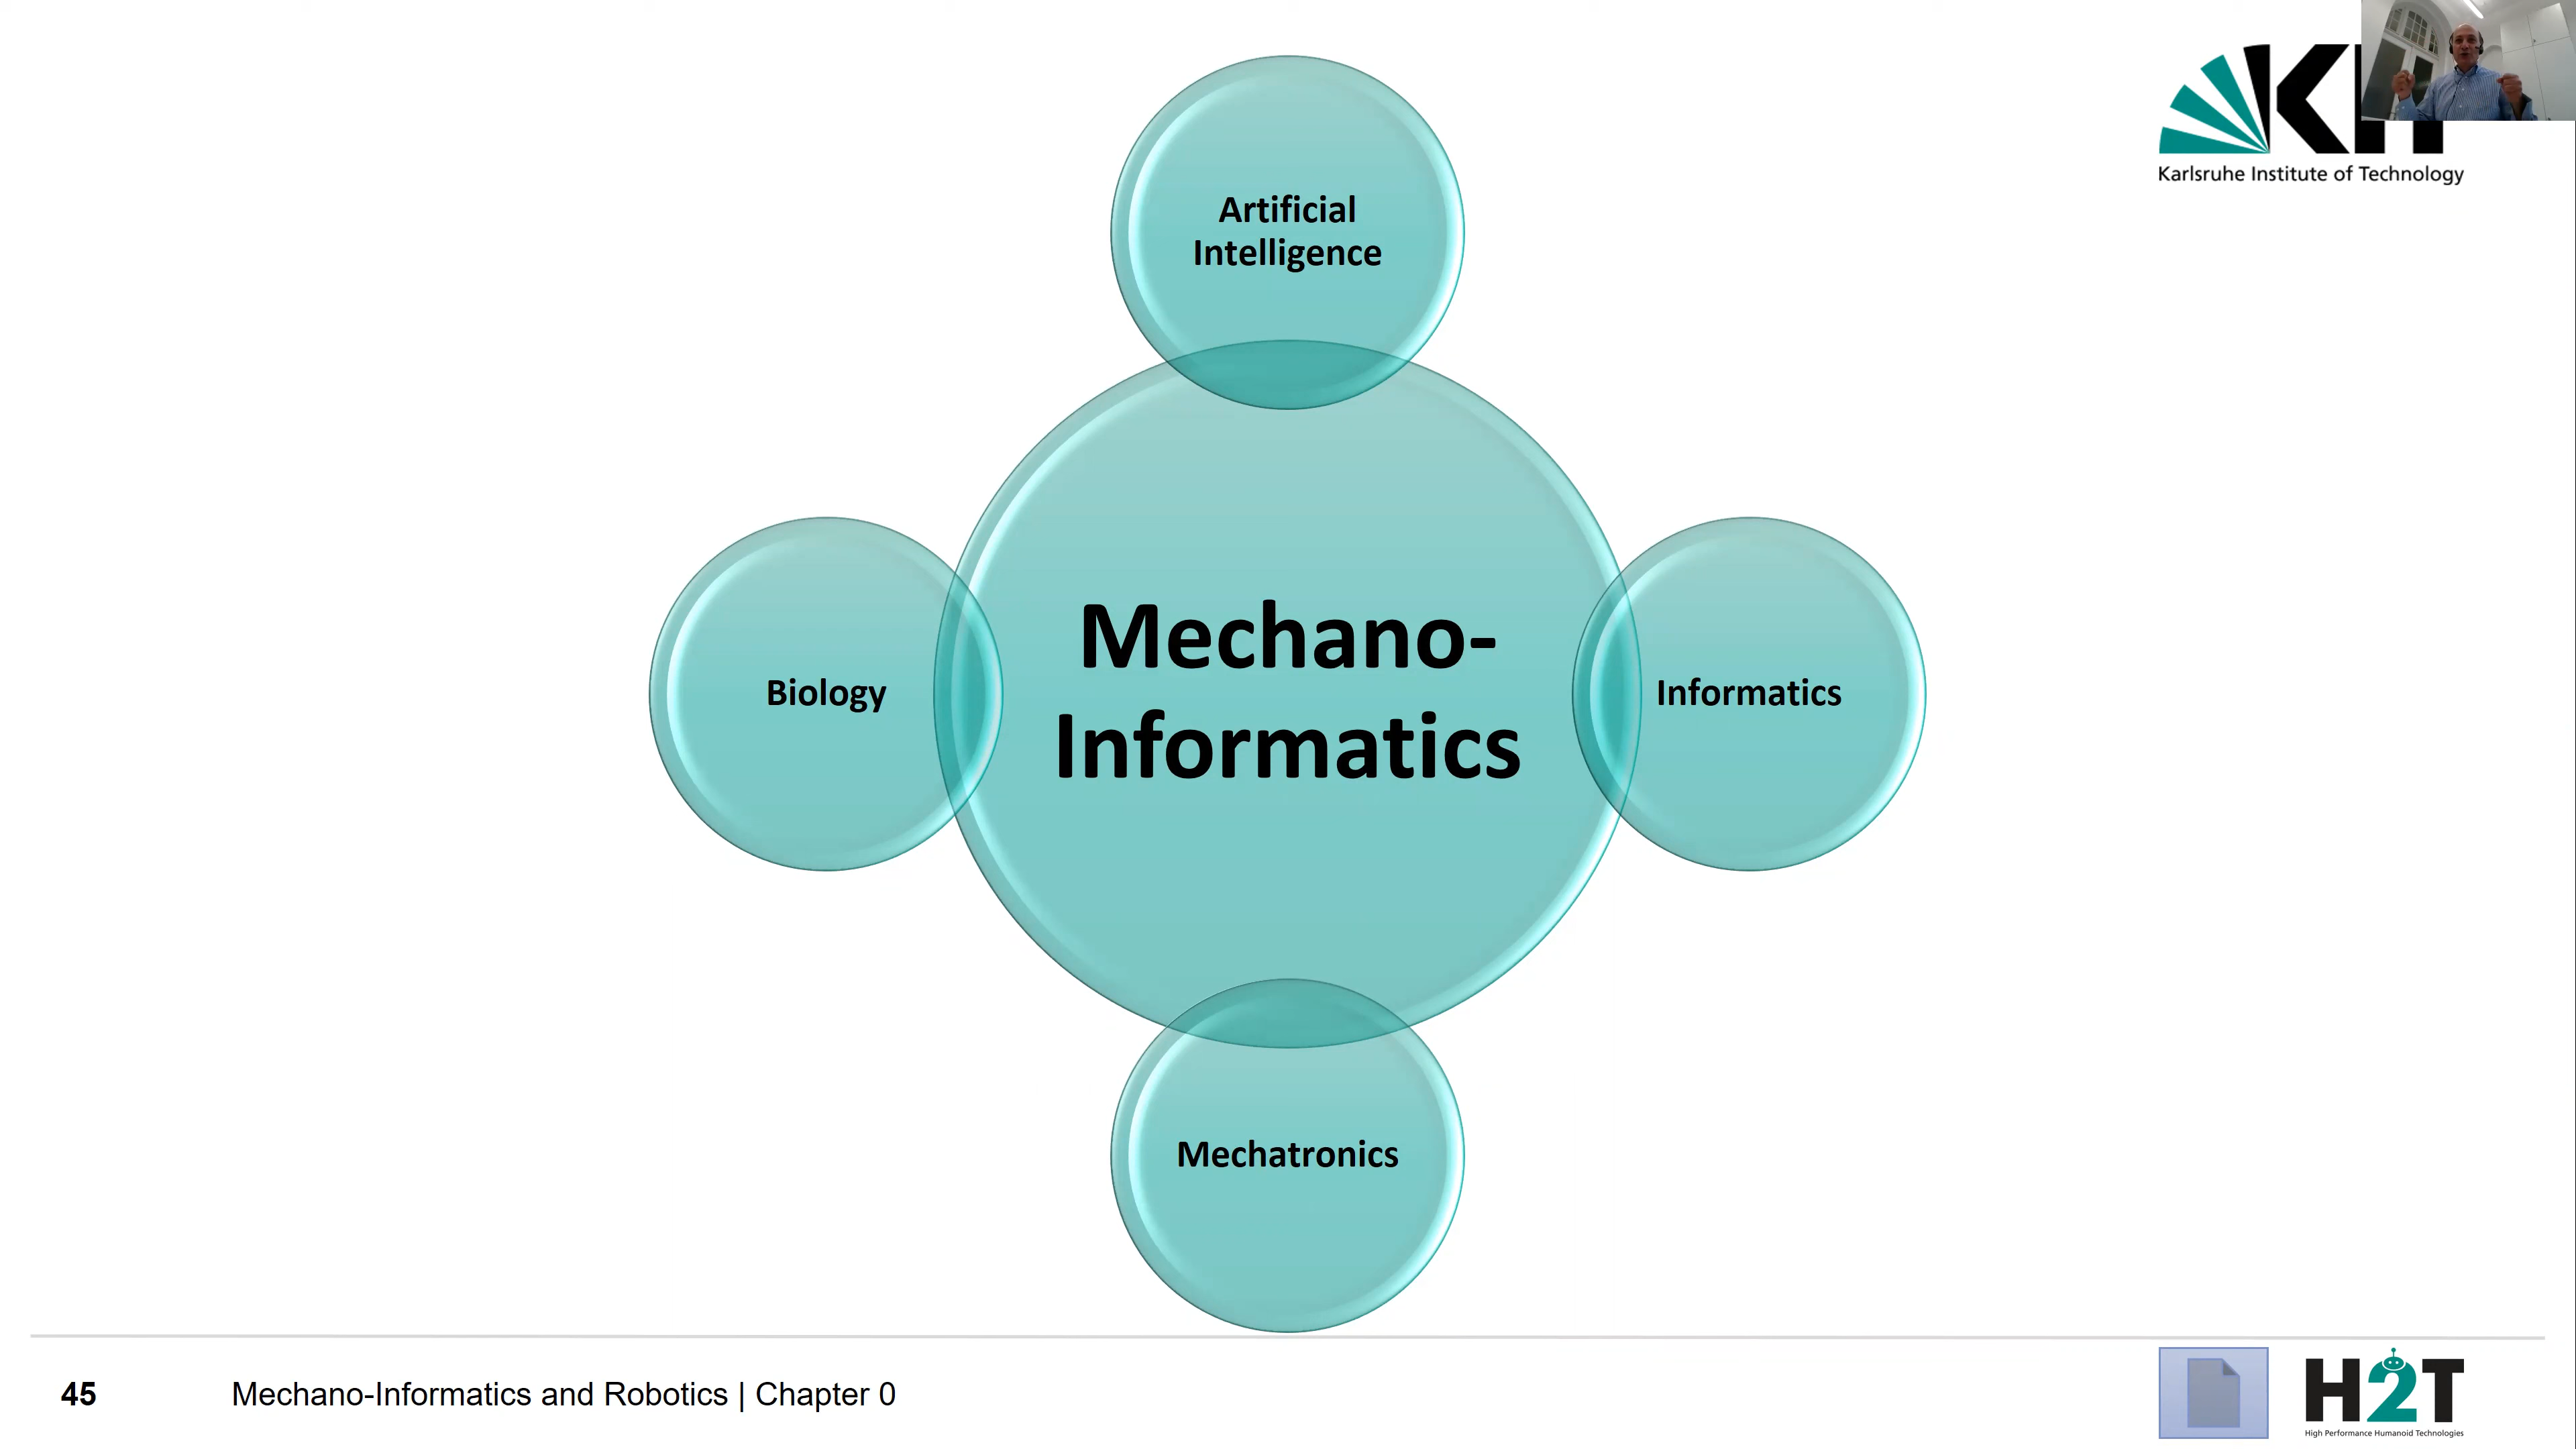 Artificial
Intelligence
Karlsruhe Institute of Technology
Biology
Mechano-
Informatics
Informatics
Mechatronics
45
Mechano-Informatics and Robotics | Chapter 0
H2T
High Performance Humanoid Technologies